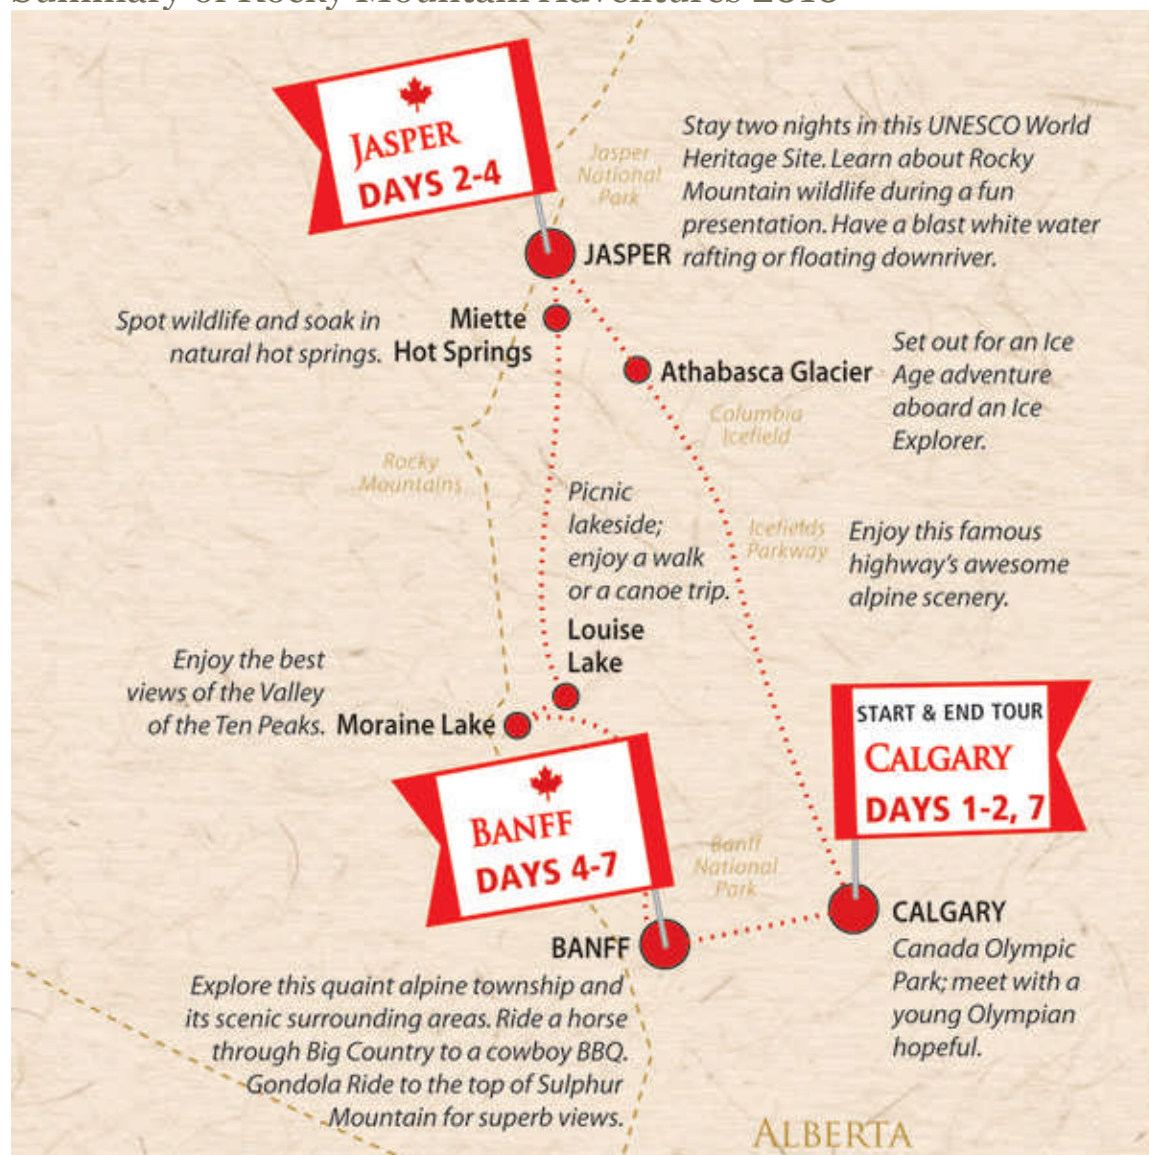 Summary of Rocky Mountain Adventures 2018
JASPER
DAYS 2-4
Jasper
National
Park
Stay two nights in this UNESCO World
Heritage Site. Learn about Rocky
Mountain wildlife during a fun
presentation. Have a blast white water
rafting or floating downriver.
JASPER
Spot wildlife and soak in
natural hot springs.
Miette
Hot Springs
Athabasca Glacier
Set out for an Ice
Age adventure
aboard an Ice
Explorer.
Columbia
Icefield
Rocky
Mountains
Picnic
lakeside;
enjoy a walk
or a canoe trip.
Louise
Lake
Icefields
Parkway
Enjoy this famous
highway's awesome
alpine scenery.
Enjoy the best
views of the Valley
of the Ten Peaks.
Moraine Lake
START & END TOUR
CALGARY
DAYS 1-2, 7
BANFF
DAYS 4-7
Banff
National
Park
CALGARY
Canada Olympic
Park; meet with a
young Olympian
hopeful.
BANFF
Explore this quaint alpine township and
its scenic surrounding areas. Ride a horse
through Big Country to a cowboy BBQ.
Gondola Ride to the top of Sulphur
Mountain for superb views.
ALBERTA